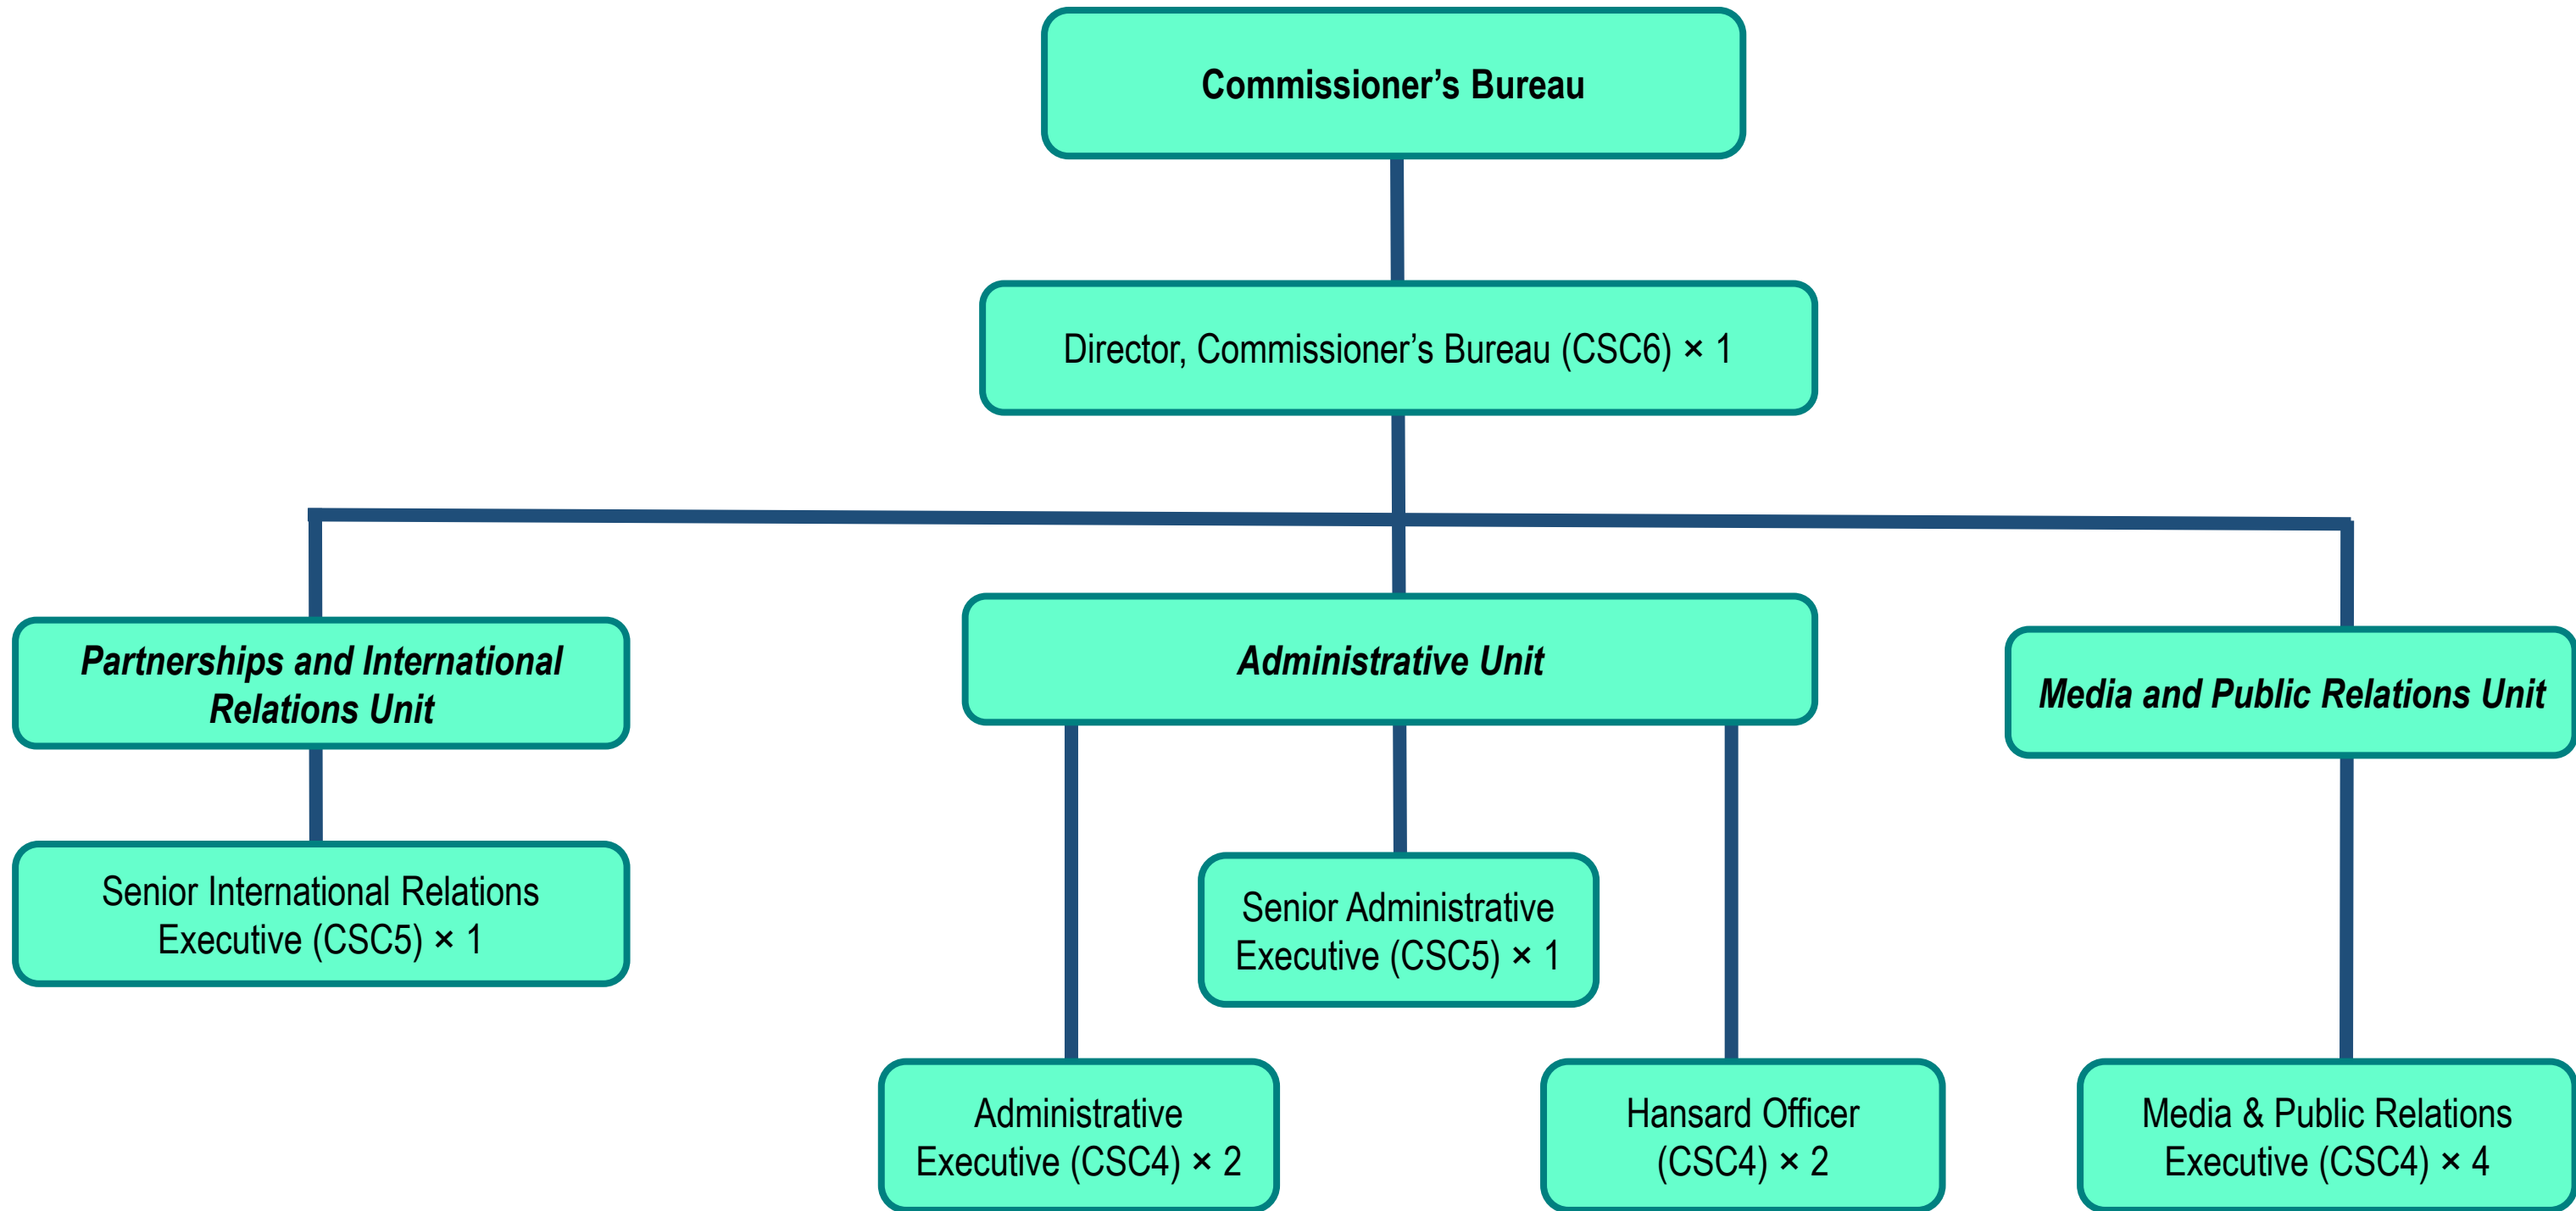 Commissioner’s Bureau
Director, Commissioner’s Bureau (CSC6) × 1
Partnerships and International
Relations Unit
Administrative Unit
Media and Public Relations Unit
Senior International Relations
Executive (CSC5) × 1
Senior Administrative
Executive (CSC5) × 1
Administrative
Executive (CSC4) × 2
Hansard Officer
(CSC4) × 2
Media & Public Relations
Executive (CSC4) × 4